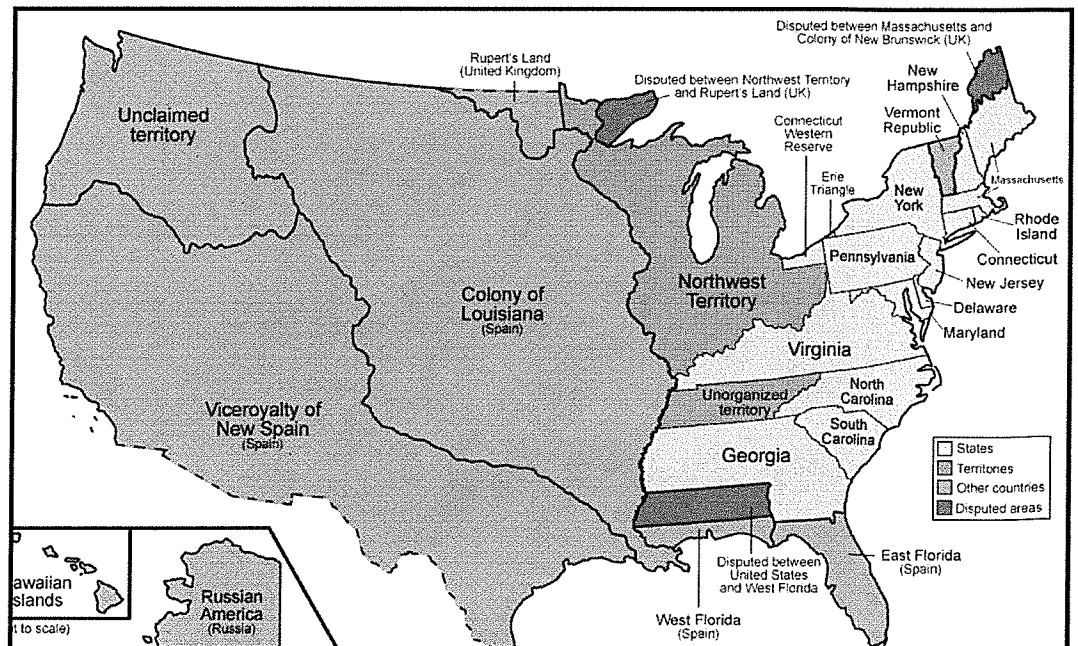 Disputed between Massachusetts and
Colony of New Brunswick (UK)
Rupert's Land
(United Kingdom)
Disputed between Northwest Territory
and Rupert's Land (UK)
New
Hampshire
Vermont
Republic
Connecticut
Western
Reserve
Erie
Triangle
Unclaimed
territory
Massachusetts
New
York
Rhode
Island
Connecticut
Pennsylvania
New Jersey
Northwest
Territory
Colony of
Louisiana
(Spain)
Delaware
Maryland
Virginia
Unorganized
territory
North
Carolina
Viceroyalty of
New Spain
(Spain)
South
Carolina
Georgia
States
Territories
Other countries
Disputed areas
East Florida
(Spain)
Disputed between
United States
and West Florida
West Florida
(Spain)
awaiian
slands
t to scale)
Russian
America
(Russia)